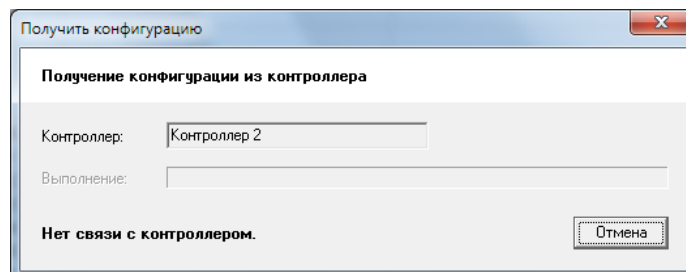 Получить конфигурацию
Получение конфигурации из контроллера
Контроллер: Контроллер 2
Выполнение:
Нет связи с контроллером. Отмена